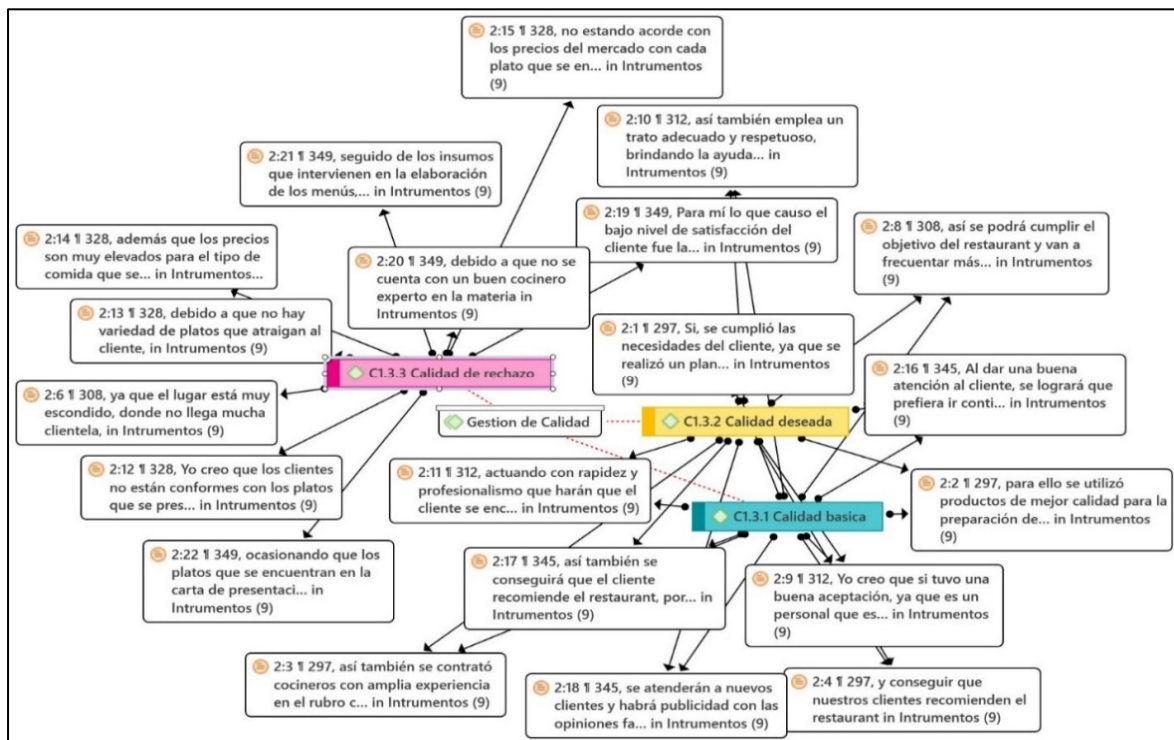 2:15 ¶ 328, no estando acorde con
los precios del mercado con cada
plato que se en... in Intrumentos
(9)
2:10 ¶ 312, así también emplea un
trato adecuado y respetuoso,
brindando la ayuda... in
Intrumentos (9)
2:21 ¶ 349, seguido de los insumos
que intervienen en la elaboración
de los menús,... in Intrumentos (9)
2:19 ¶ 349, Para mí lo que causo el
bajo nivel de satisfacción del
cliente fue la... in Intrumentos (9)
2:8 ¶ 308, así se podrá cumplir el
objetivo del restaurant y van a
frecuentar más... in Intrumentos
(9)
2:14 ¶ 328, además que los precios
son muy elevados para el tipo de
comida que se... in Intrumentos...
2:20 ¶ 349, debido a que no se
cuenta con un buen cocinero
experto en la materia in
Intrumentos (9)
2:13 ¶ 328, debido a que no hay
variedad de platos que atraigan al
cliente, in Intrumentos (9)
2:1 ¶ 297, Si, se cumplió las
necesidades del cliente, ya que se
realizó un plan... in Intrumentos
(9)
2:16 ¶ 345, Al dar una buena
atención al cliente, se logrará que
prefiera ir conti... in Intrumentos
(9)
C1.3.3 Calidad de rechazo
2:6 ¶ 308, ya que el lugar está muy
escondido, donde no llega mucha
clientela, in Intrumentos (9)
Gestion de Calidad
C1.3.2 Calidad deseada
2:12 ¶ 328, Yo creo que los clientes
no están conformes con los platos
que se pres... in Intrumentos (9)
2:11 ¶ 312, actuando con rapidez y
profesionalismo que harán que el
cliente se enc... in Intrumentos (9)
2:2 ¶ 297, para ello se utilizó
productos de mejor calidad para la
preparación de... in Intrumentos
(9)
C1.3.1 Calidad basica
2:22 ¶ 349, ocasionando que los
platos que se encuentran en la
carta de presentaci... in
Intrumentos (9)
2:17 ¶ 345, así también se
conseguirá que el cliente
recomiende el restaurant, por... in
Intrumentos (9)
2:9 ¶ 312, Yo creo que si tuvo una
buena aceptación, ya que es un
personal que es... in Intrumentos
(9)
2:3 ¶ 297, así también se contrató
cocineros con amplia experiencia
en el rubro c... in Intrumentos (9)
2:18 ¶ 345, se atenderán a nuevos
clientes y habrá publicidad con las
opiniones fa... in Intrumentos (9)
2:4 ¶ 297, y conseguir que
nuestros clientes recomienden el
restaurant in Intrumentos (9)